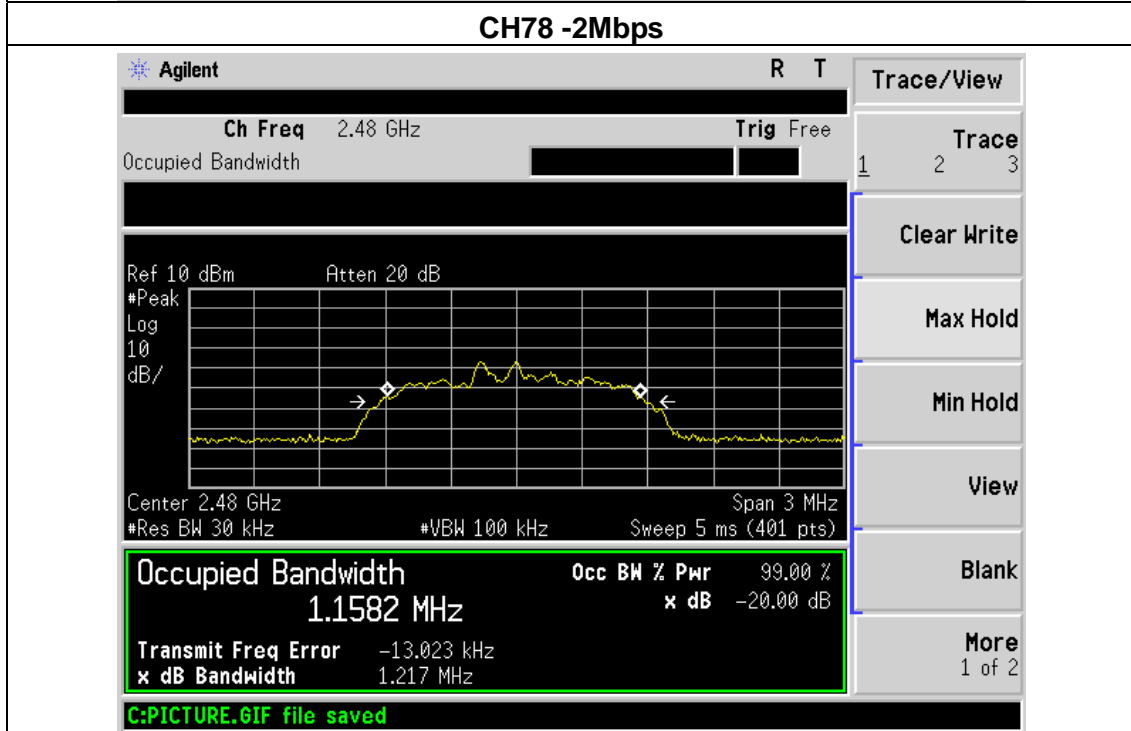 CH78 -2Mbps
Agilent R T
Trace/View
Ch Freq 2.48 GHz Trig Free
Occupied Bandwidth
Trace
1 2 3
Clear Write
Ref 10 dBm Atten 20 dB
#Peak
Log
10
dB/
Max Hold
Min Hold
View
Center 2.48 GHz Span 3 MHz
#Res BW 30 kHz #VBW 100 kHz Sweep 5 ms (401 pts)
Occupied Bandwidth Occ BW % Pwr 99.00 %
1.1582 MHz x dB -20.00 dB
Blank
Transmit Freq Error -13.023 kHz
x dB Bandwidth 1.217 MHz
More
1 of 2
C:PICTURE.GIF file saved